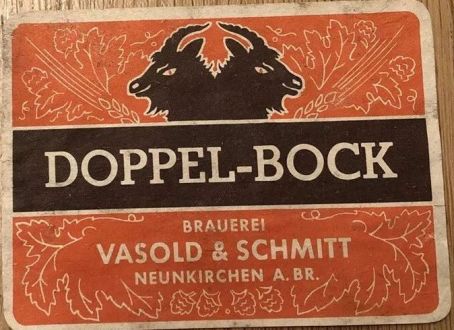 DOPPEL-BOCK
BRAUEREI
VASOLD & SCHMITT
NEUNKIRCHEN A. BR.